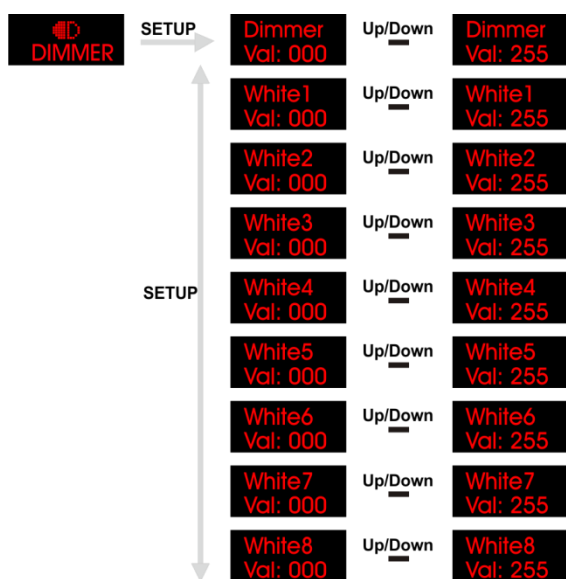 DIMMER
SETUP
Dimmer
Val: 000
Up/Down
Dimmer
Val: 255
White1
Val: 000
Up/Down
White1
Val: 255
White2
Val: 000
Up/Down
White2
Val: 255
White3
Val: 000
Up/Down
White3
Val: 255
SETUP
White4
Val: 000
Up/Down
White4
Val: 255
White5
Val: 000
Up/Down
White5
Val: 255
White6
Val: 000
Up/Down
White6
Val: 255
White7
Val: 000
Up/Down
White7
Val: 255
White8
Val: 000
Up/Down
White8
Val: 255